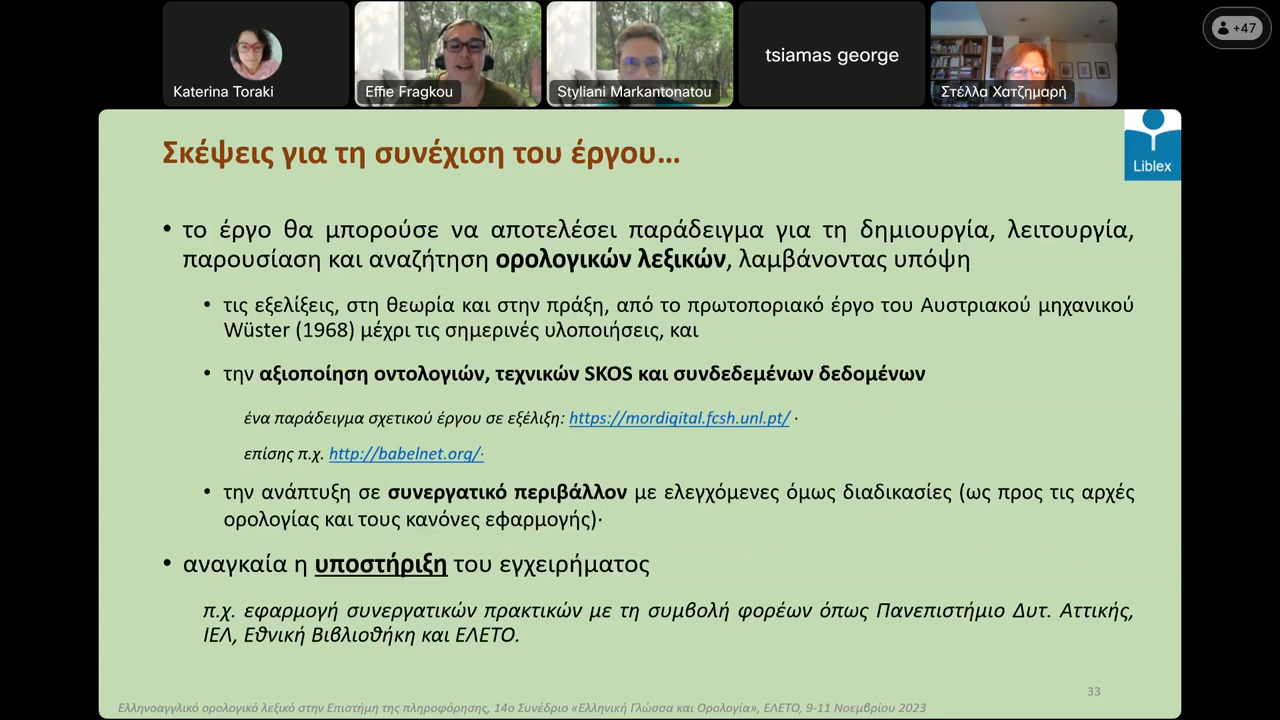 +47
Katerina Toraki
Effie Fragkou
Styliani Markantonatou
tsiamas george
Στέλλα Χατζημαρή
Σκέψεις για τη συνέχιση του έργου...
Liblex
• το έργο θα μπορούσε να αποτελέσει παράδειγμα για τη δημιουργία, λειτουργία,
παρουσίαση και αναζήτηση ορολογικών λεξικών, λαμβάνοντας υπόψη
• τις εξελίξεις, στη θεωρία και στην πράξη, από το πρωτοποριακό έργο του Αυστριακού μηχανικού
Wüster (1968) μέχρι τις σημερινές υλοποιήσεις, και
• την αξιοποίηση οντολογιών, τεχνικών SKOS και συνδεδεμένων δεδομένων
ένα παράδειγμα σχετικού έργου σε εξέλιξη: https://mordigital.fcsh.unl.pt/ ·
επίσης π.χ. http://babelnet.org/·
• την ανάπτυξη σε συνεργατικό περιβάλλον με ελεγχόμενες όμως διαδικασίες (ως προς τις αρχές
ορολογίας και τους κανόνες εφαρμογής)·
• αναγκαία η υποστήριξη του εγχειρήματος
π.χ. εφαρμογή συνεργατικών πρακτικών με τη συμβολή φορέων όπως Πανεπιστήμιο Δυτ. Αττικής,
ΙΕΛ, Εθνική Βιβλιοθήκη και ΕΛΕΤΟ.
33
Ελληνοαγγλικό ορολογικό λεξικό στην Επιστήμη της πληροφόρησης, 14ο Συνέδριο «Ελληνική Γλώσσα και Ορολογία», ΕΛΕΤΟ, 9-11 Νοεμβρίου 2023